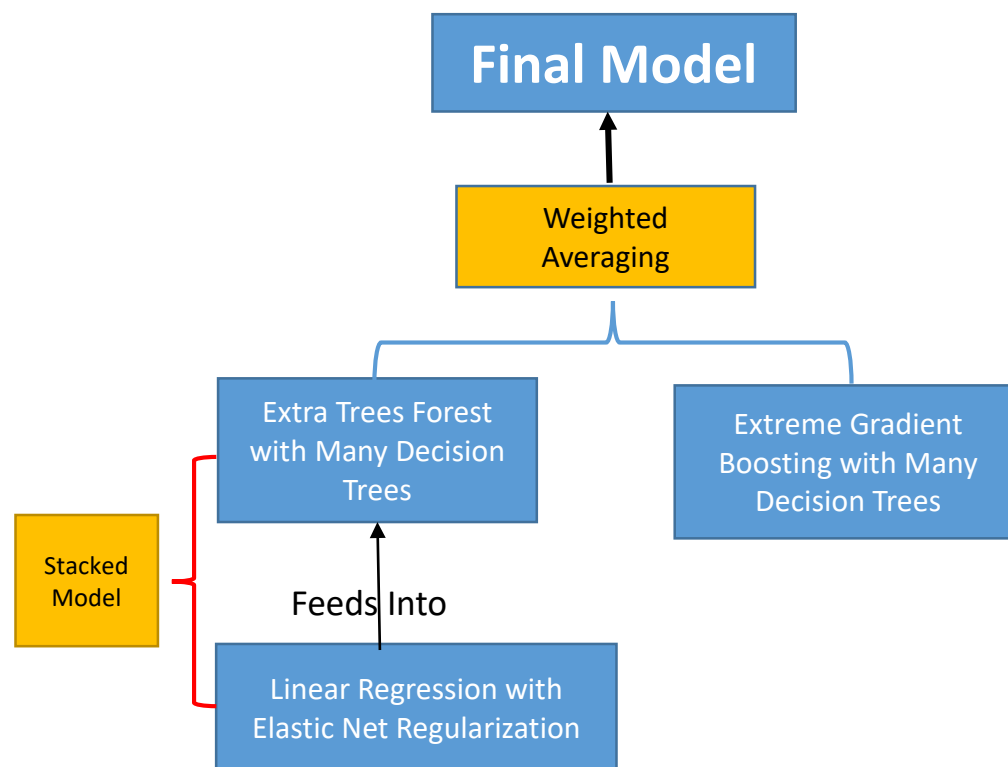 Final Model
Weighted
Averaging
Extra Trees Forest
with Many Decision
Trees
Extreme Gradient
Boosting with Many
Decision Trees
Stacked
Model
Feeds Into
Linear Regression with
Elastic Net Regularization